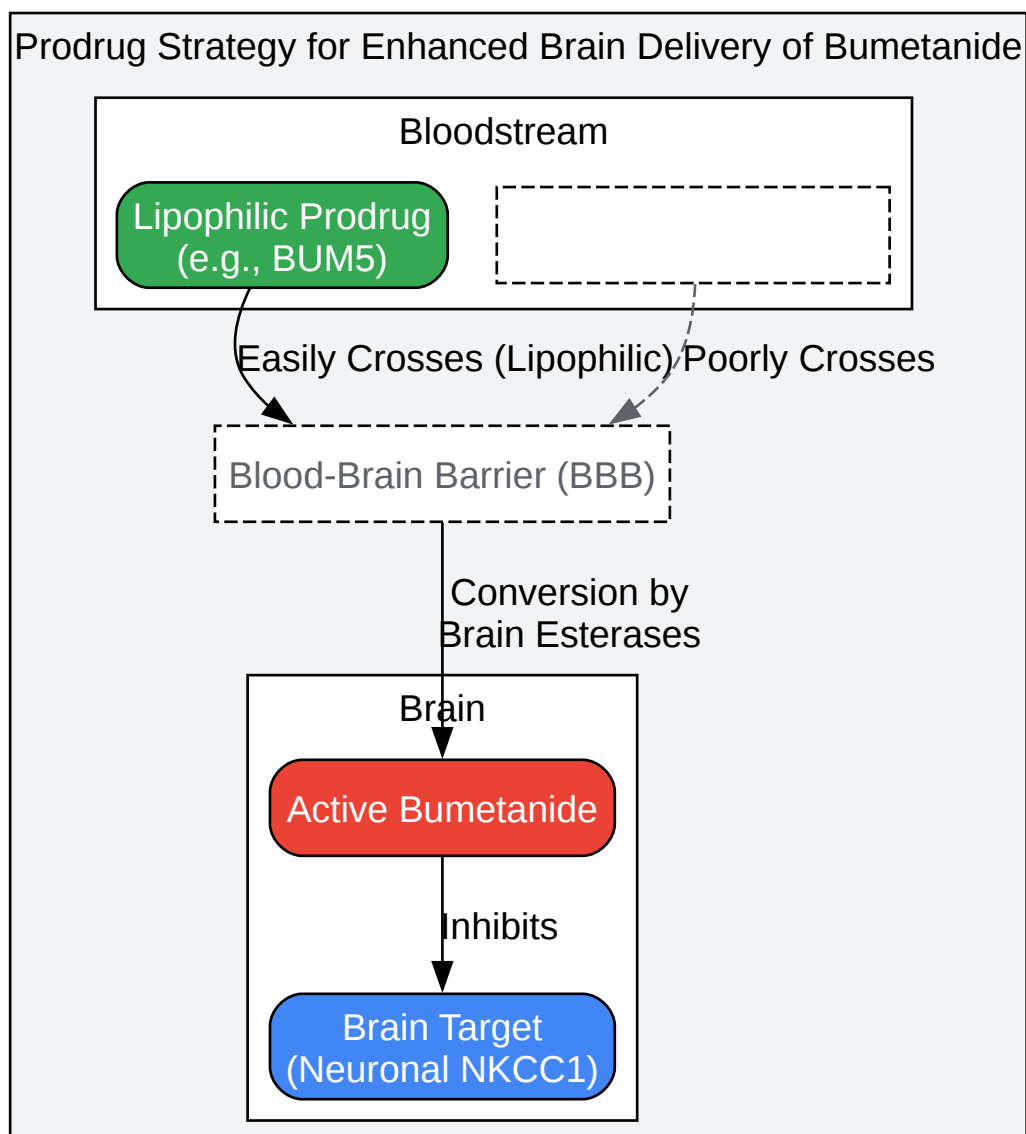 Prodrug Strategy for Enhanced Brain Delivery of Bumetanide
Bloodstream
Lipophilic Prodrug
(e.g., BUM5)
Easily Crosses (Lipophilic)
Poorly Crosses
Blood-Brain Barrier (BBB)
Conversion by
Brain Esterases
Brain
Active Bumetanide
Inhibits
Brain Target
(Neuronal NKCC1)